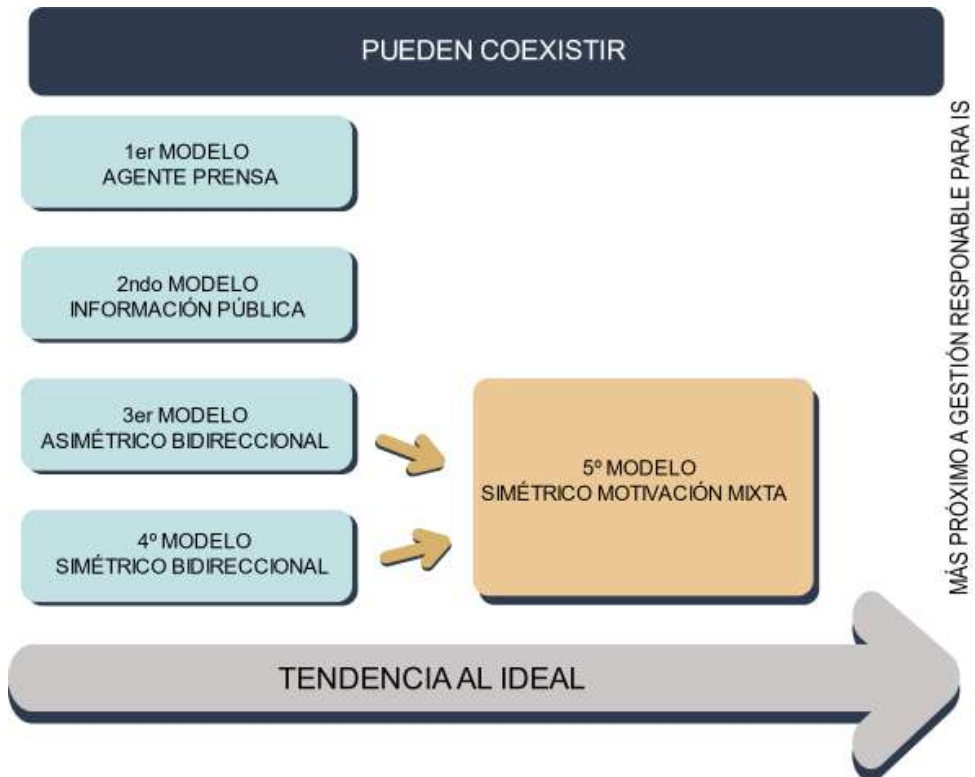 PUEDEN COEXISTIR
1er MODELO
AGENTE PRENSA
2ndo MODELO
INFORMACIÓN PÚBLICA
3er MODELO
ASIMÉTRICO BIDIRECCIONAL
4º MODELO
SIMÉTRICO BIDIRECCIONAL
5º MODELO
SIMÉTRICO MOTIVACIÓN MIXTA
MÁS PRÓXIMO A GESTIÓN RESPONABLE PARA IS
TENDENCIA AL IDEAL